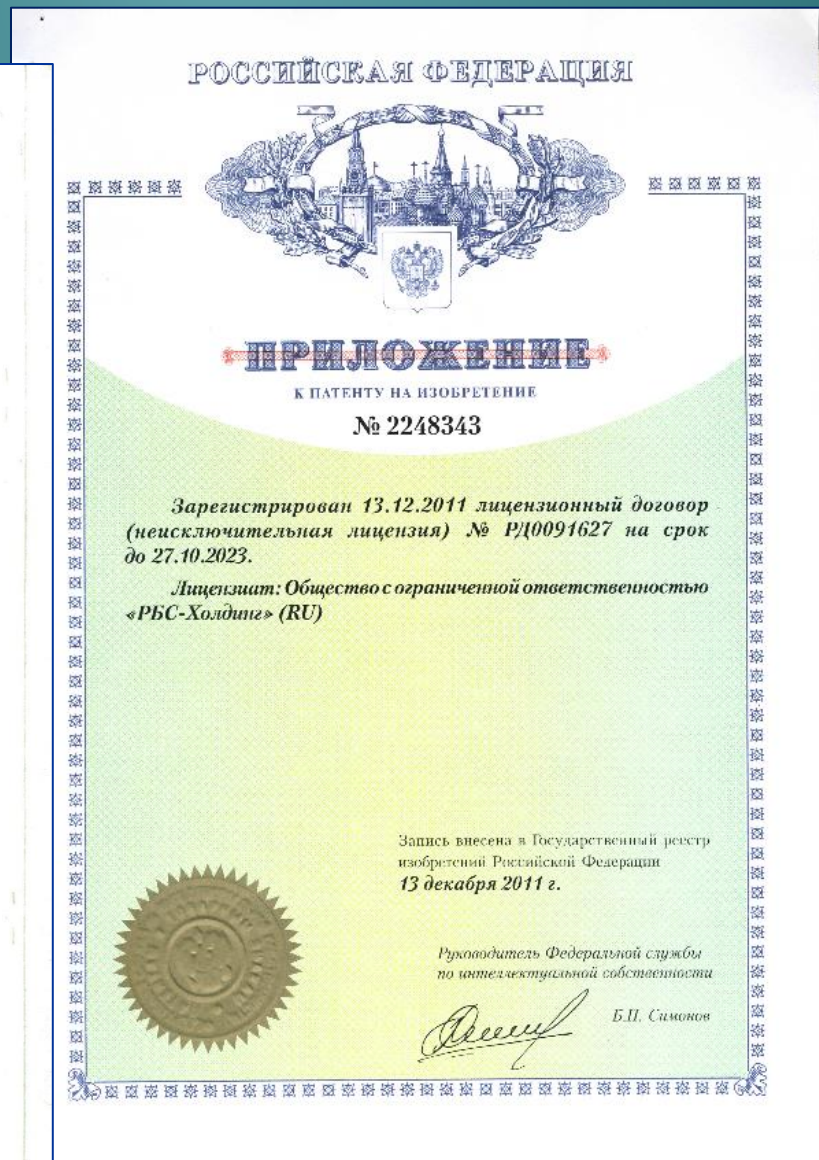 РОССИЙСКАЯ ФЕДЕРАЦИЯ
ПРИЛОЖЕНИЕ
К ПАТЕНТУ НА ИЗОБРЕТЕНИЕ
№ 2248343
Зарегистрирован 13.12.2011 лицензионный договор
(неисключительная лицензия) № РД0091627 на срок
до 27.10.2023.
Лицензиат: Общество с ограниченной ответственностью
«РБС-Холдинг» (RU)
Запись внесена в Государственный реестр
изобретений Российской Федерации
13 декабря 2011 г.
Руководитель Федеральной службы
по интеллектуальной собственности
Б.П. Симонов